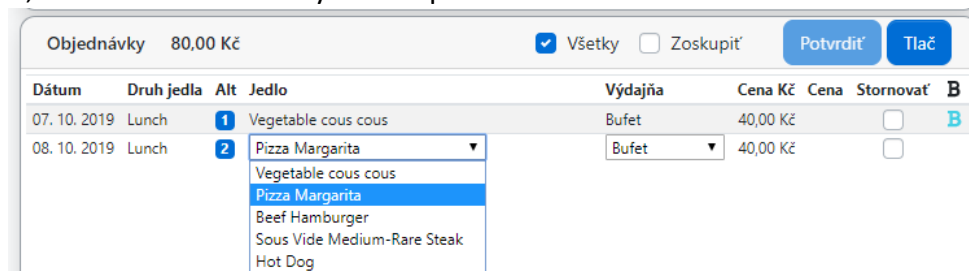 Objednávky 80,00 Kč Všetky Zoskupiť Potvrdiť Tlač
Dátum Druh jedla Alt Jedlo Výdajňa Cena Kč Cena Stornovať B
07. 10. 2019 Lunch 1 Vegetable cous cous Bufet 40,00 Kč B
08. 10. 2019 Lunch 2 Pizza Margarita Bufet 40,00 Kč
Vegetable cous cous
Pizza Margarita
Beef Hamburger
Sous Vide Medium-Rare Steak
Hot Dog